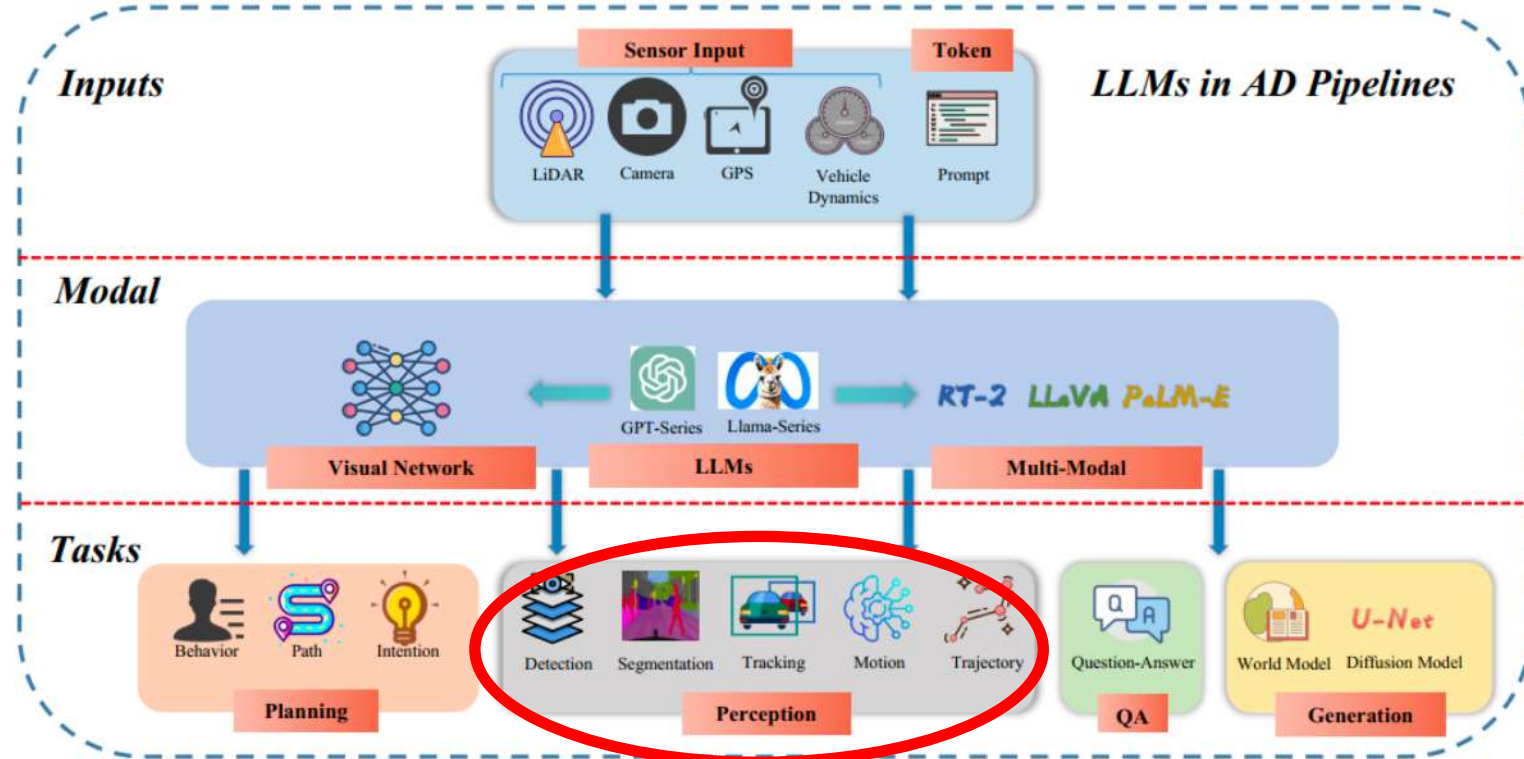 Inputs
Sensor Input
Token
LLMs in AD Pipelines
LiDAR
Camera
GPS
Vehicle
Dynamics
Prompt
Modal
GPT-Series
Llama-Series
RT-2 LLaVA PaLM-E
Visual Network
LLMs
Multi-Modal
Tasks
Behavior
Path
Intention
Planning
Detection
Segmentation
Tracking
Motion
Trajectory
Perception
Q A
Question-Answer
QA
World Model
U-Net
Diffusion Model
Generation